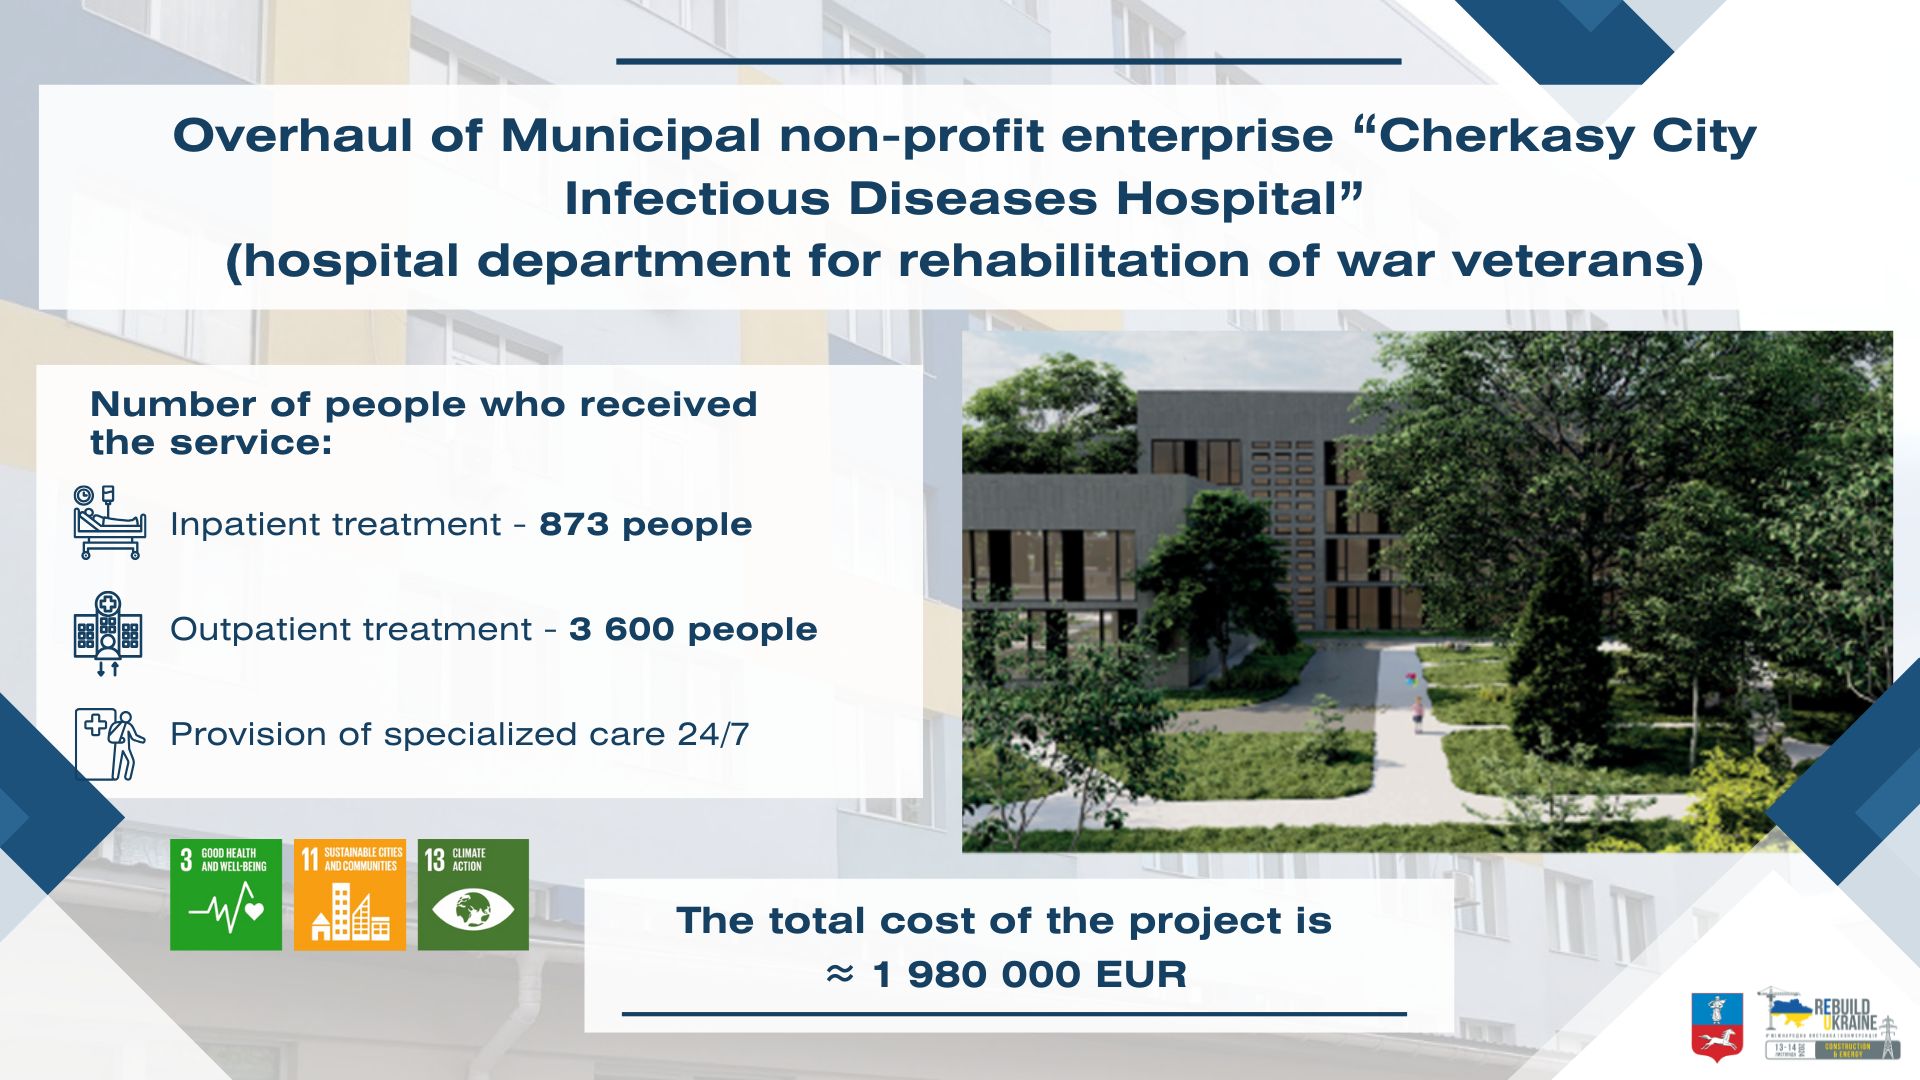 Overhaul of Municipal non-profit enterprise “Cherkasy City
Infectious Diseases Hospital”
(hospital department for rehabilitation of war veterans)
Number of people who received
the service:
Inpatient treatment - 873 people
Outpatient treatment - 3 600 people
Provision of specialized care 24/7
3 GOOD HEALTH
AND WELL-BEING
11 SUSTAINABLE CITIES
AND COMMUNITIES
13 CLIMATE
ACTION
The total cost of the project is
≈ 1 980 000 EUR
REBUILD
UKRAINE
13-14
2024
CONSTRUCTION
& ENERGY